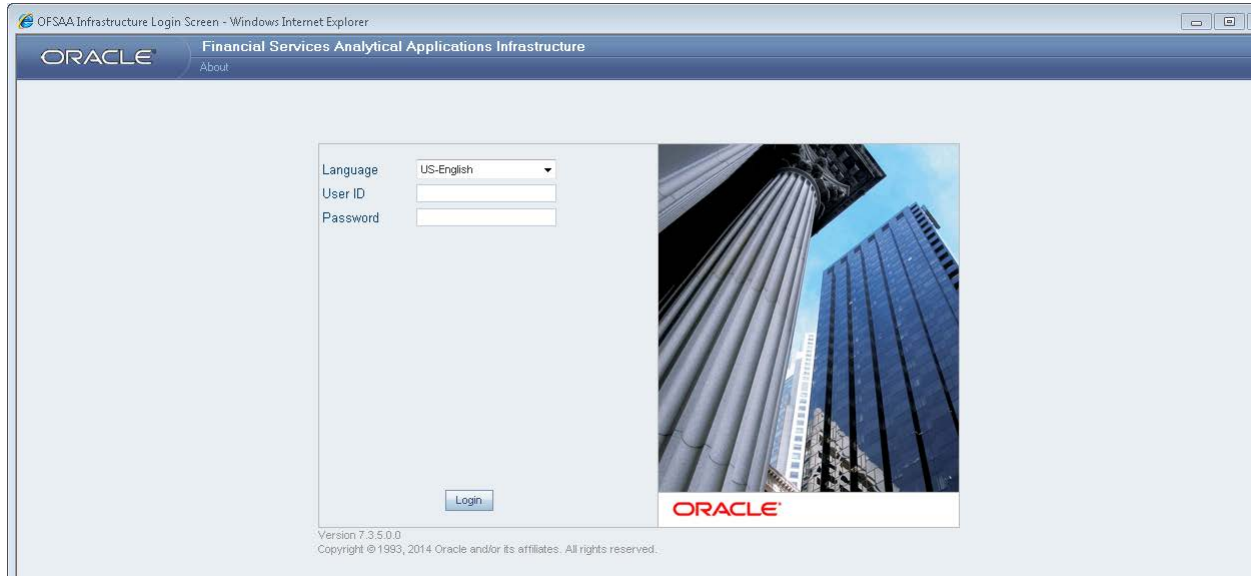 OFSAA Infrastructure Login Screen - Windows Internet Explorer
ORACLE
Financial Services Analytical Applications Infrastructure
About
Language US-English
User ID
Password
Login
ORACLE
Version 7.3.5.0.0
Copyright © 1993, 2014 Oracle and/or its affiliates. All rights reserved.